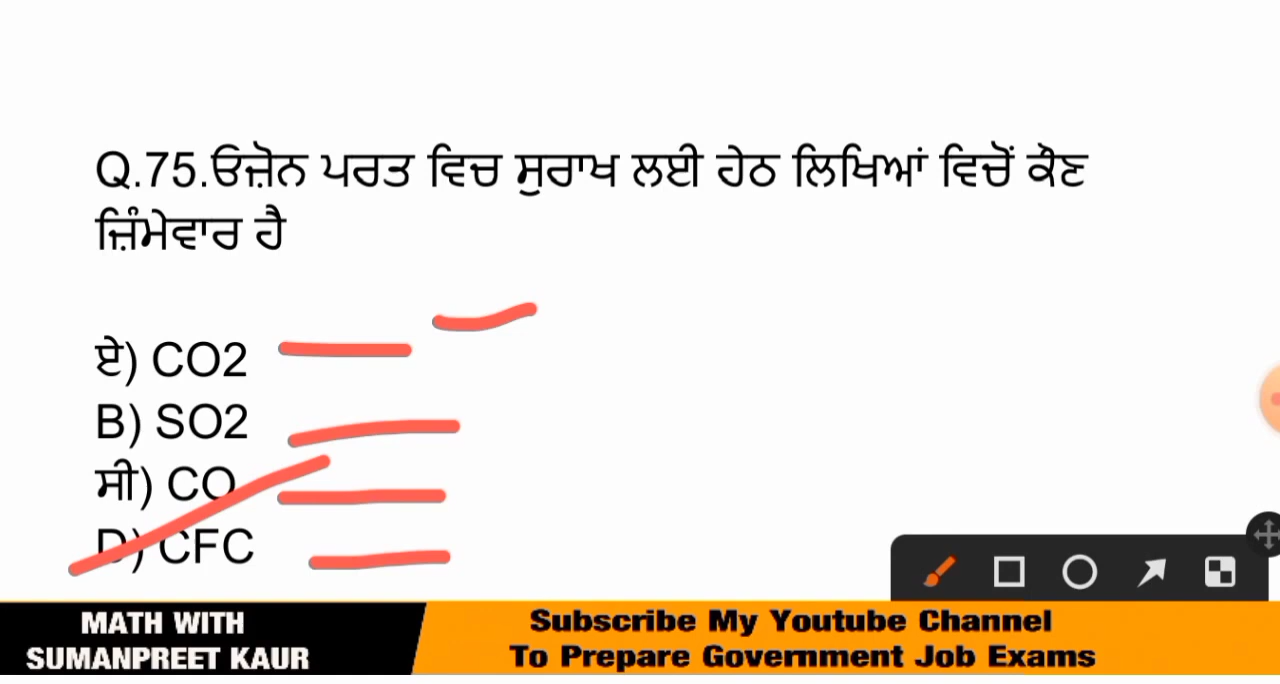 Q.75.ਓਜ਼ੋਨ ਪਰਤ ਵਿਚ ਸੁਰਾਖ ਲਈ ਹੇਠ ਲਿਖਿਆਂ ਵਿਚੋਂ ਕੌਣ
ਜ਼ਿੰਮੇਵਾਰ ਹੈ
ਏ) CO2
B) SO2
ਸੀ) CO
D) CFC
MATH WITH
SUMANPREET KAUR
Subscribe My Youtube Channel
To Prepare Government Job Exams